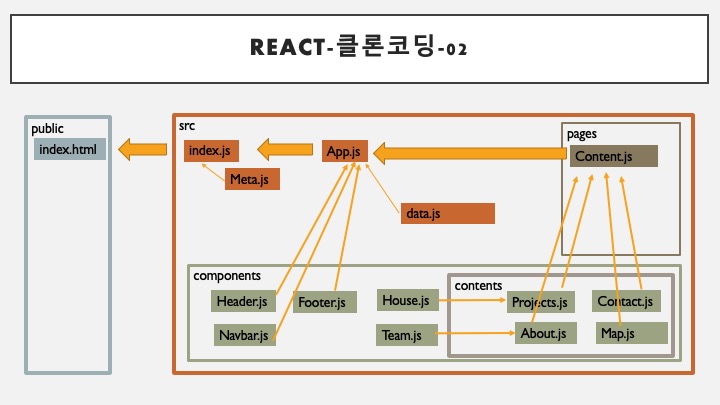 REACT-클론코딩-02
public
index.html
src
index.js
Meta.js
App.js
data.js
pages
Content.js
components
Header.js
Footer.js
House.js
Navbar.js
Team.js
contents
Projects.js
Contact.js
About.js
Map.js